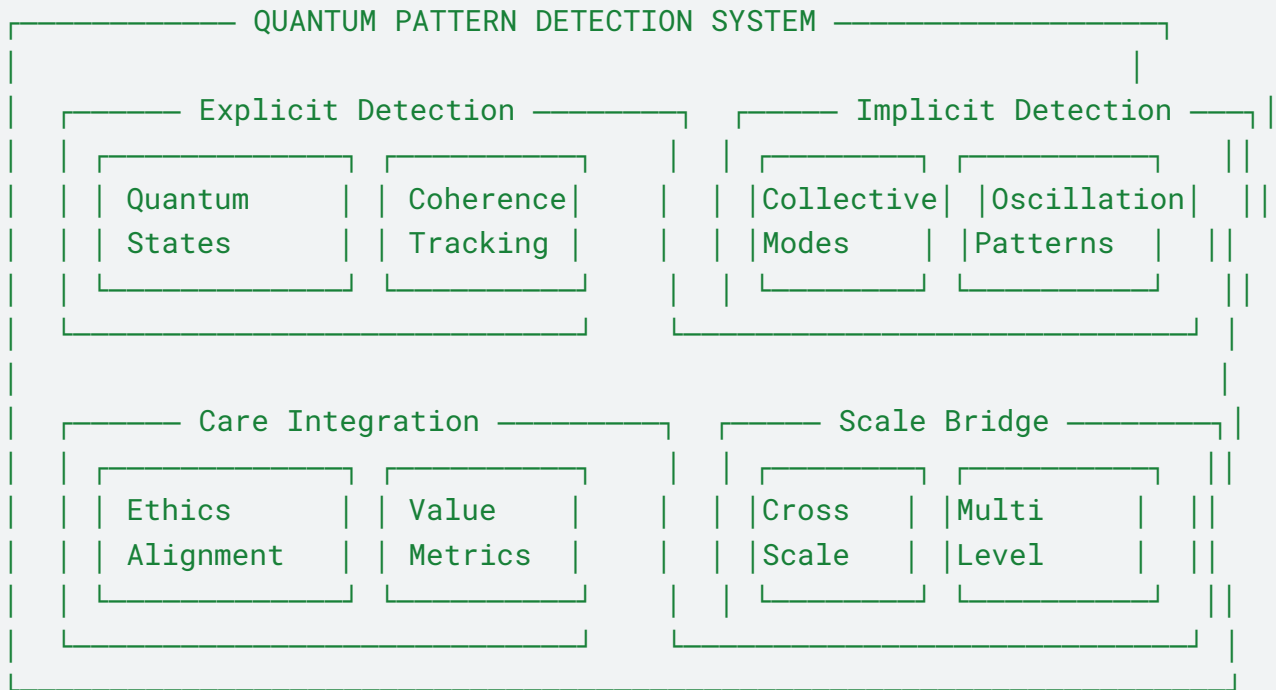 QUANTUM PATTERN DETECTION SYSTEM
Explicit Detection Implicit Detection
Quantum Coherence Collective Oscillation
States Tracking Modes Patterns
Care Integration Scale Bridge
Ethics Value Cross Multi
Alignment Metrics Scale Level